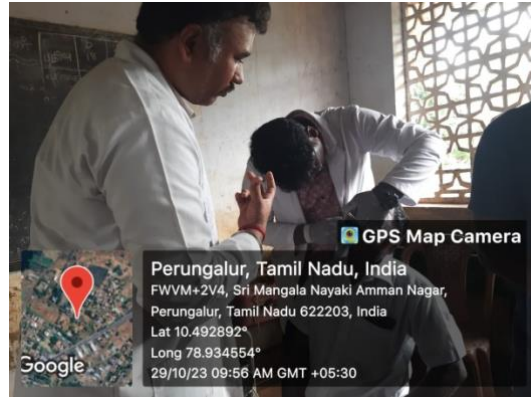 GPS Map Camera
Perungalur, Tamil Nadu, India
FWVM+2V4, Sri Mangala Nayaki Amman Nagar,
Perungalur, Tamil Nadu 622203, India
Lat 10.492892°
Long 78.934554°
29/10/23 09:56 AM GMT +05:30
Google